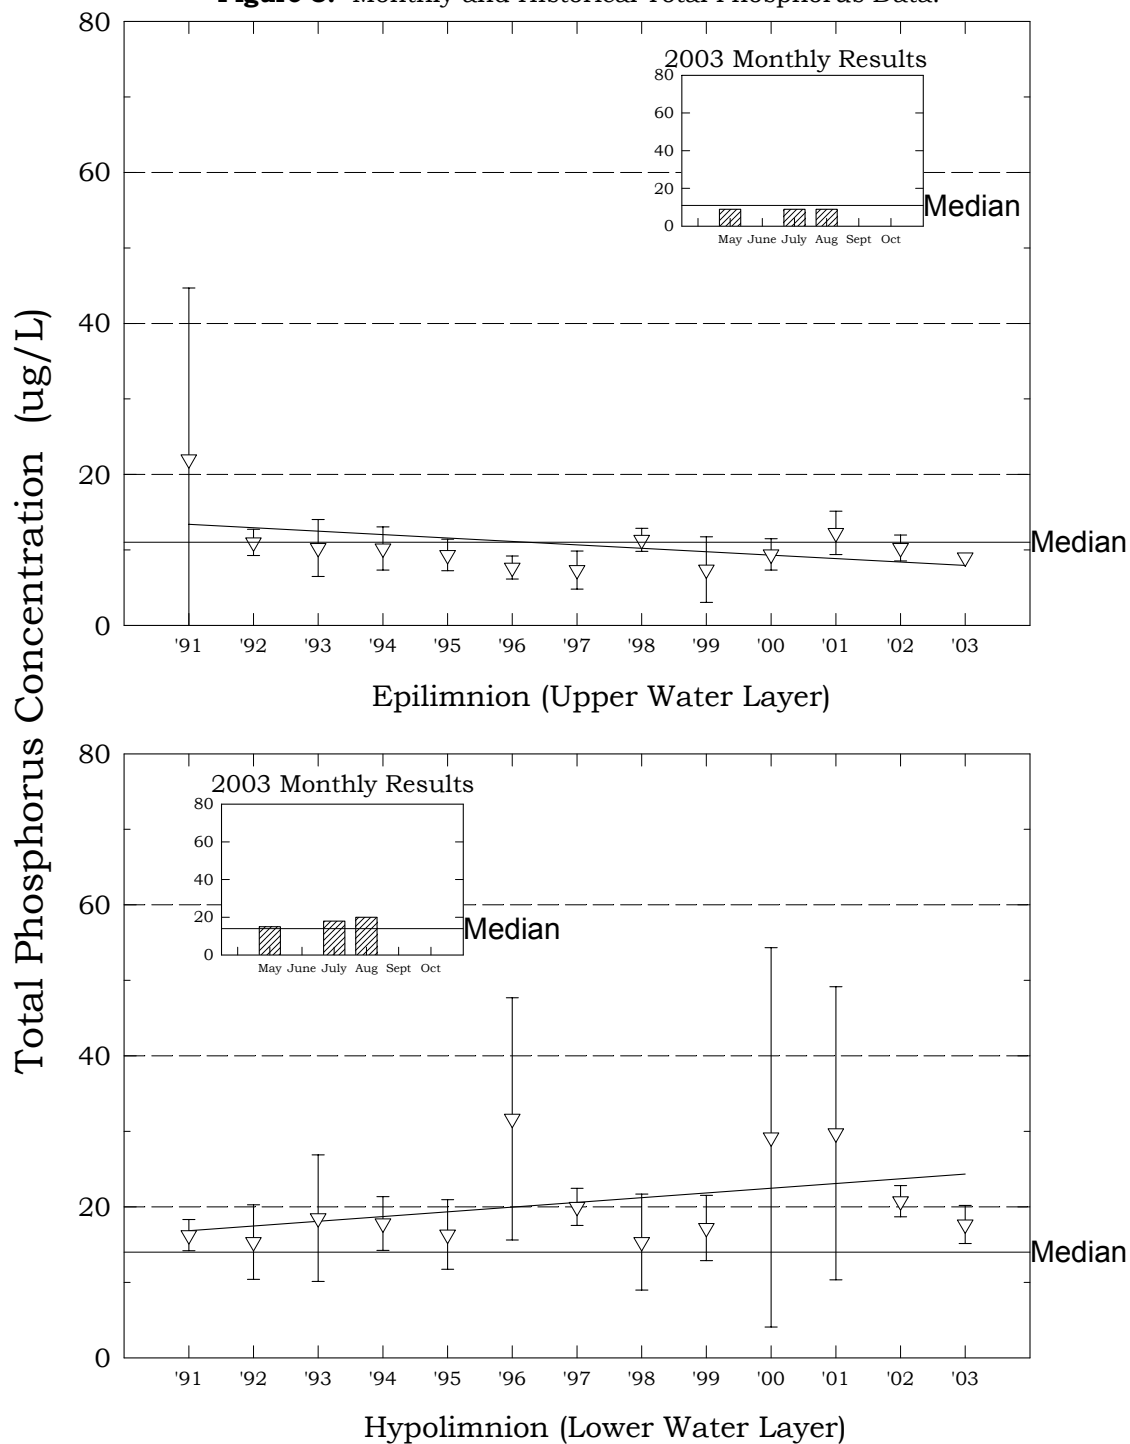 Monthly and Historical Total Phosphorus Data.
Total Phosphorus Concentration (ug/L)
80
60
40
20
0
2003 Monthly Results
80
60
40
20
0
Median
May June July Aug Sept Oct
Median
'91 '92 '93 '94 '95 '96 '97 '98 '99 '00 '01 '02 '03
Epilimnion (Upper Water Layer)
80
60
40
20
0
2003 Monthly Results
80
60
40
20
0
Median
May June July Aug Sept Oct
Median
'91 '92 '93 '94 '95 '96 '97 '98 '99 '00 '01 '02 '03
Hypolimnion (Lower Water Layer)